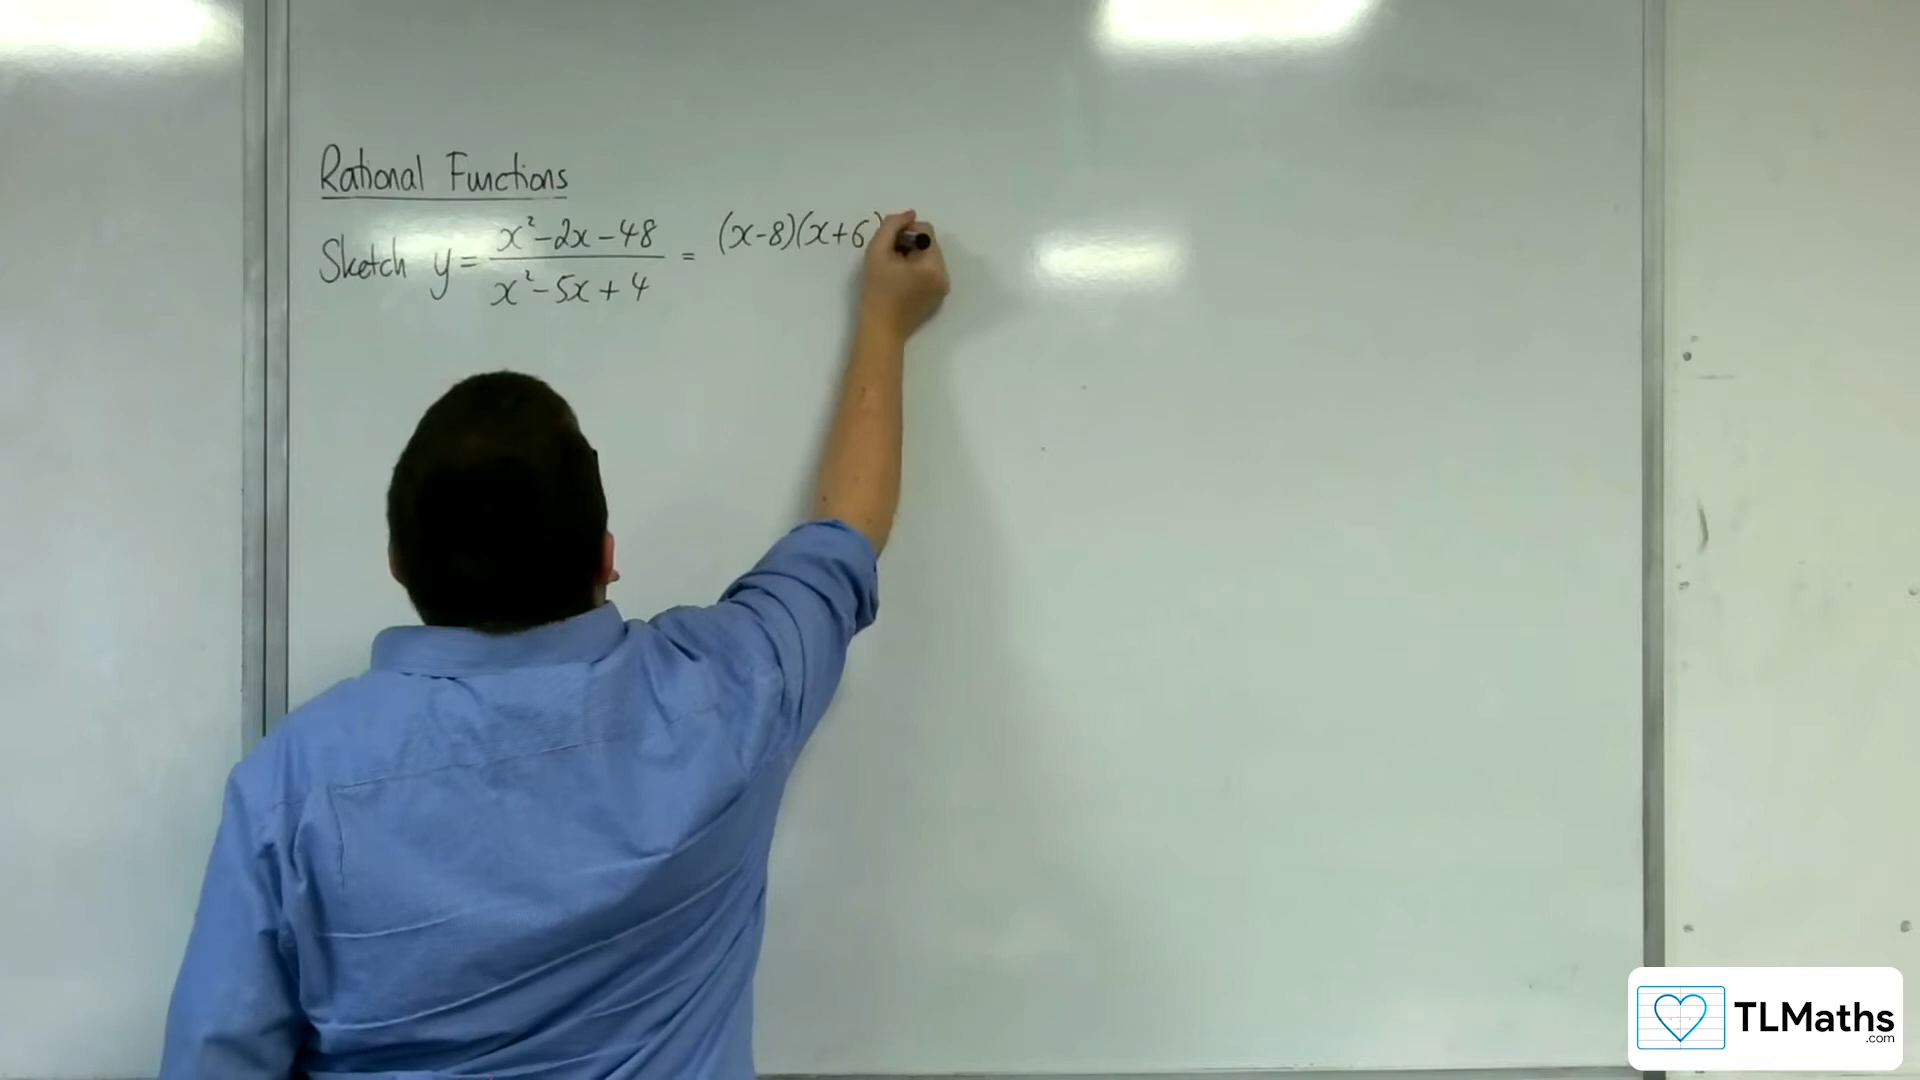 Rational Functions
Sketch y = (x²-2x-48)/(x²-5x+4) = (x-8)(x+6)
TLMaths
.com